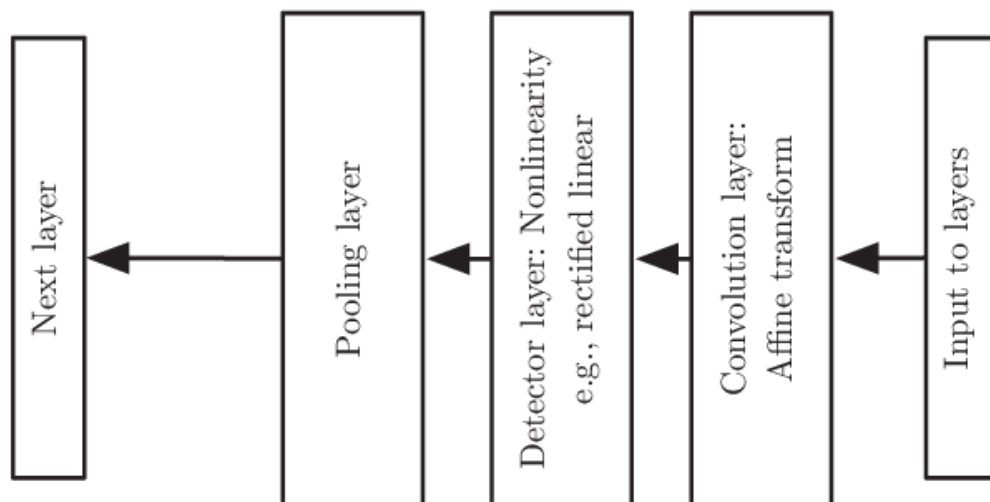 Next layer
Pooling layer
Detector layer: Nonlinearity
e.g., rectified linear
Convolution layer:
Affine transform
Input to layers